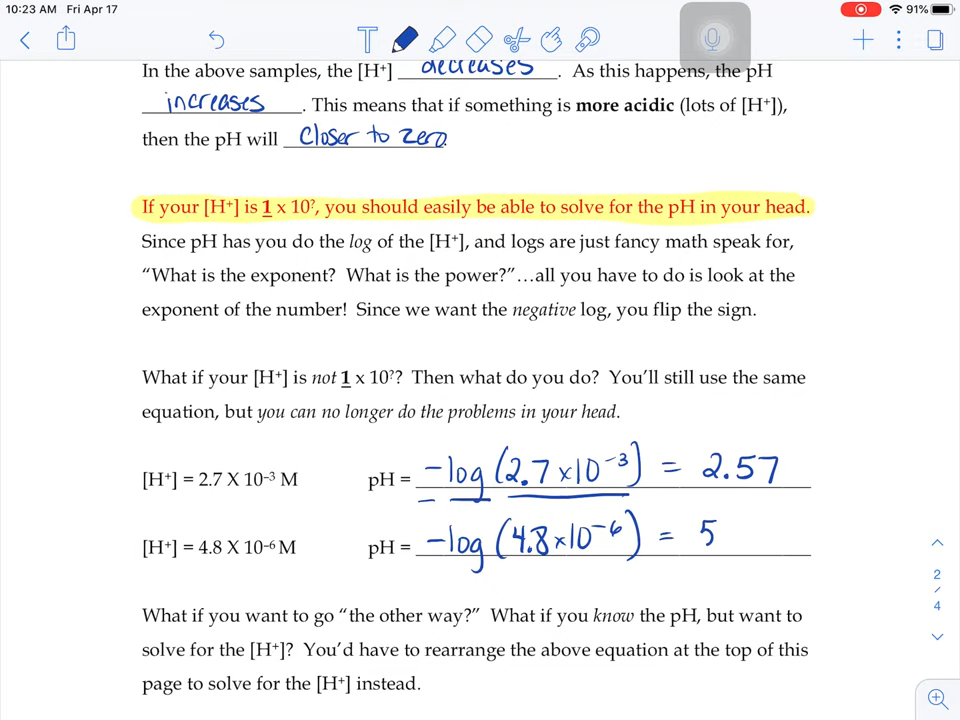 10:23 AM Fri Apr 17 91%
In the above samples, the [H⁺] decreases. As this happens, the pH
increases. This means that if something is more acidic (lots of [H⁺]),
then the pH will closer to zero.
If your [H⁺] is 1 x 10?, you should easily be able to solve for the pH in your head.
Since pH has you do the log of the [H⁺], and logs are just fancy math speak for,
“What is the exponent? What is the power?”…all you have to do is look at the
exponent of the number! Since we want the negative log, you flip the sign.
What if your [H⁺] is not 1 x 10?? Then what do you do? You’ll still use the same
equation, but you can no longer do the problems in your head.
[H⁺] = 2.7 X 10⁻³ M pH = -log(2.7 x10⁻³) = 2.57
[H⁺] = 4.8 X 10⁻⁶ M pH = -log(4.8x10⁻⁶) = 5
What if you want to go “the other way?” What if you know the pH, but want to
solve for the [H⁺]? You’d have to rearrange the above equation at the top of this
page to solve for the [H⁺] instead.
2
/
4